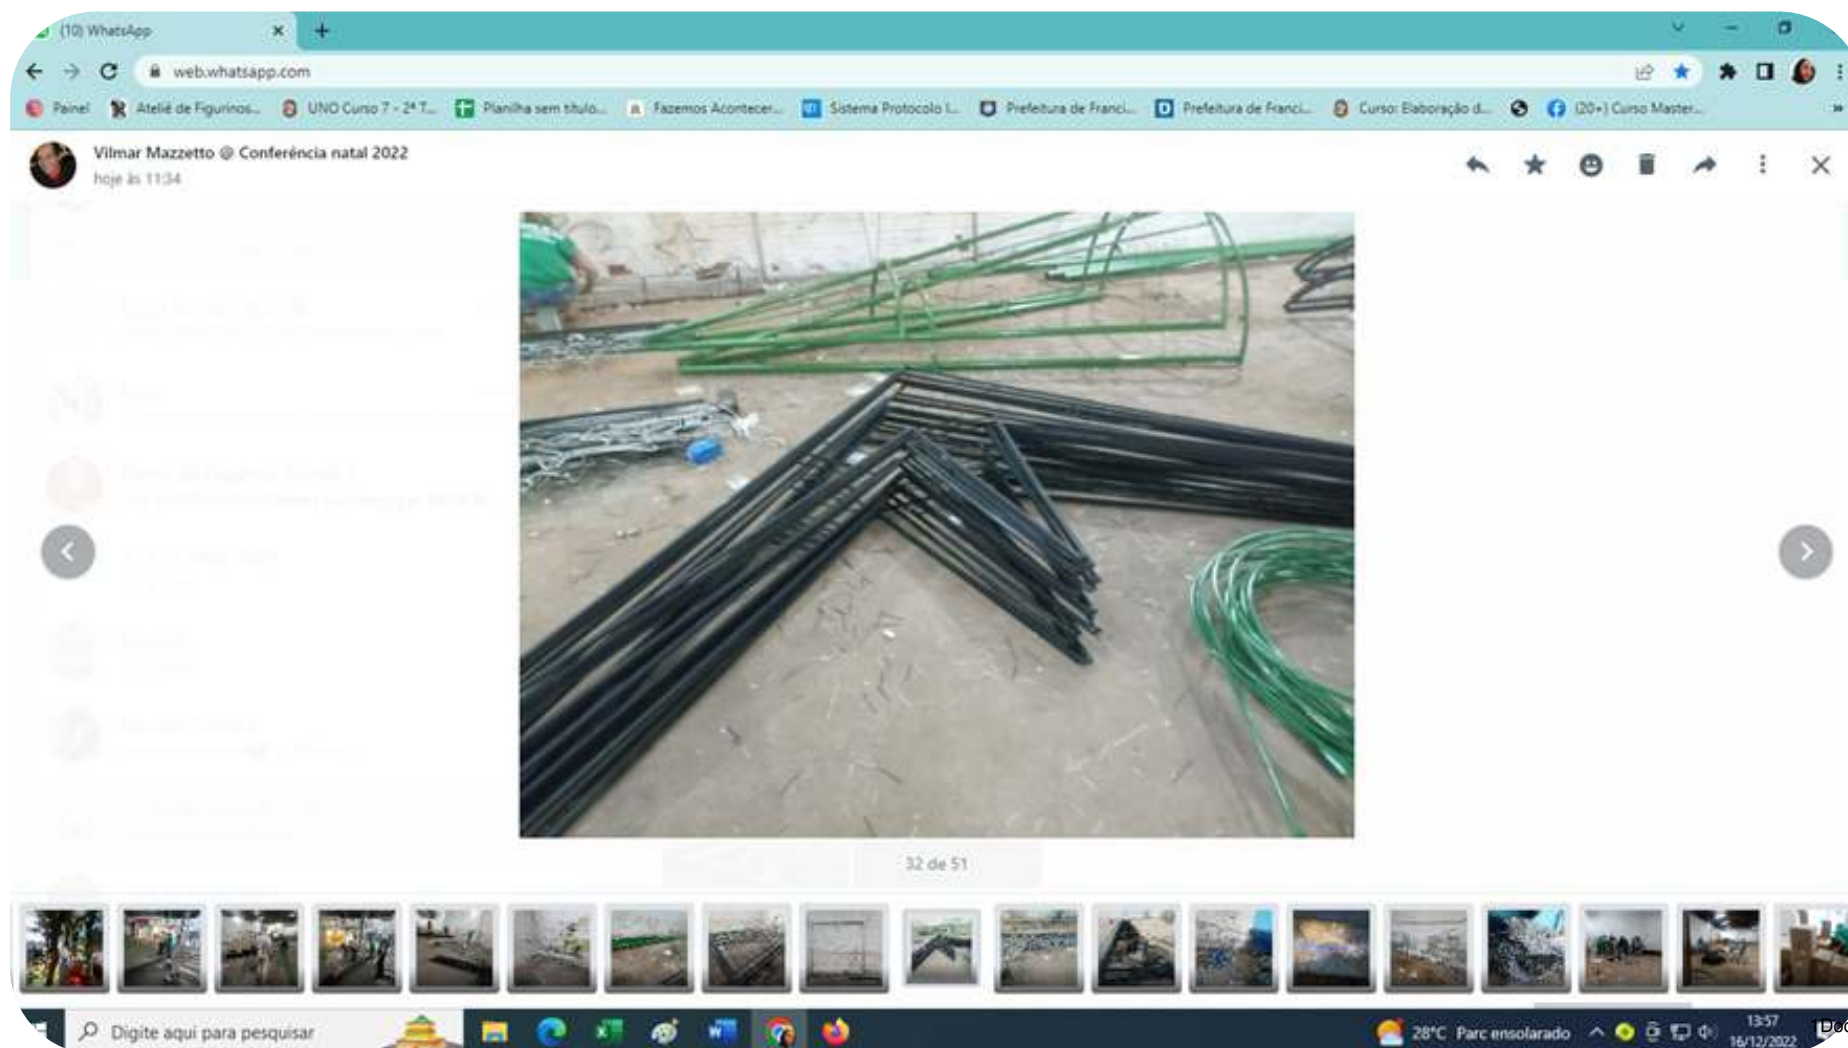 (10) WhatsApp
web.whatsapp.com
Painel
Ateliê de Figurinos...
UNO Curso 7 - 2ª T...
Planilha sem título...
Fazemos Acontecer...
Sistema Protocolo I...
Prefeitura de Franci...
Prefeitura de Franci...
Curso: Elaboração d...
(20+) Curso Master...
Vilmar Mazzetto @ Conferência natal 2022
hoje às 11:34
32 de 51
Digite aqui para pesquisar
28°C Parc ensolarado
13:57
16/12/2022